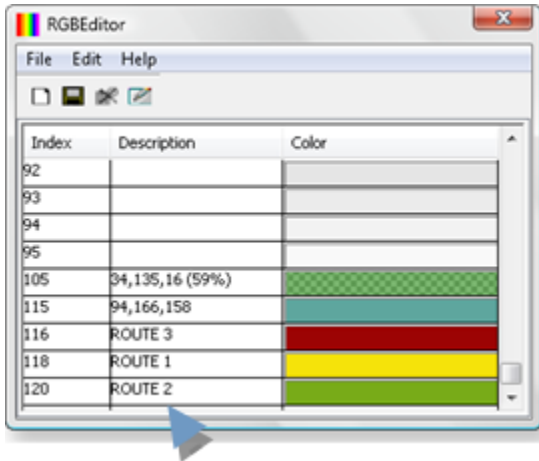 RGBEditor
File Edit Help
Index Description Color
92
93
94
95
105 34,135,16 (59%)
115 94,166,158
116 ROUTE 3
118 ROUTE 1
120 ROUTE 2